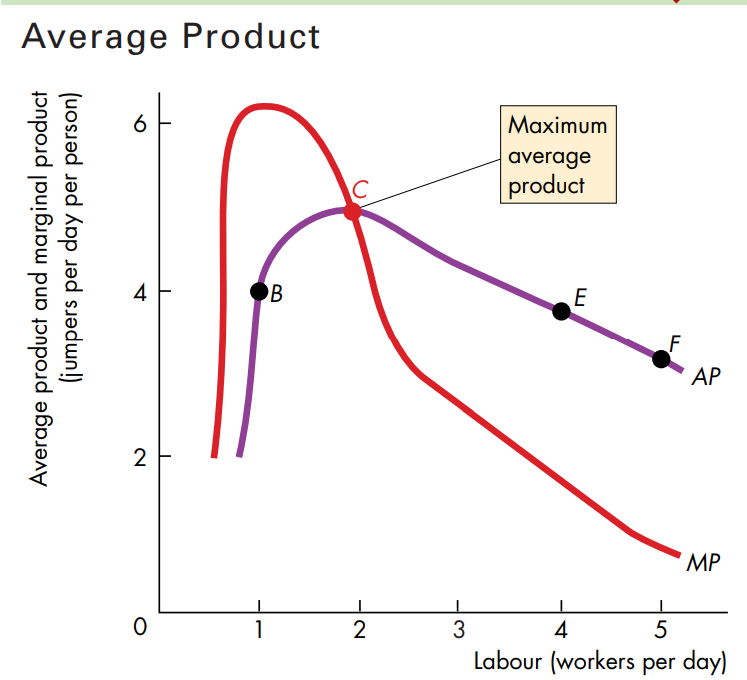 Average Product
Average product and marginal product
(jumpers per day per person)
6
4
2
0
C
B
E
F
Maximum
average
product
AP
MP
1
2
3
4
5
Labour (workers per day)